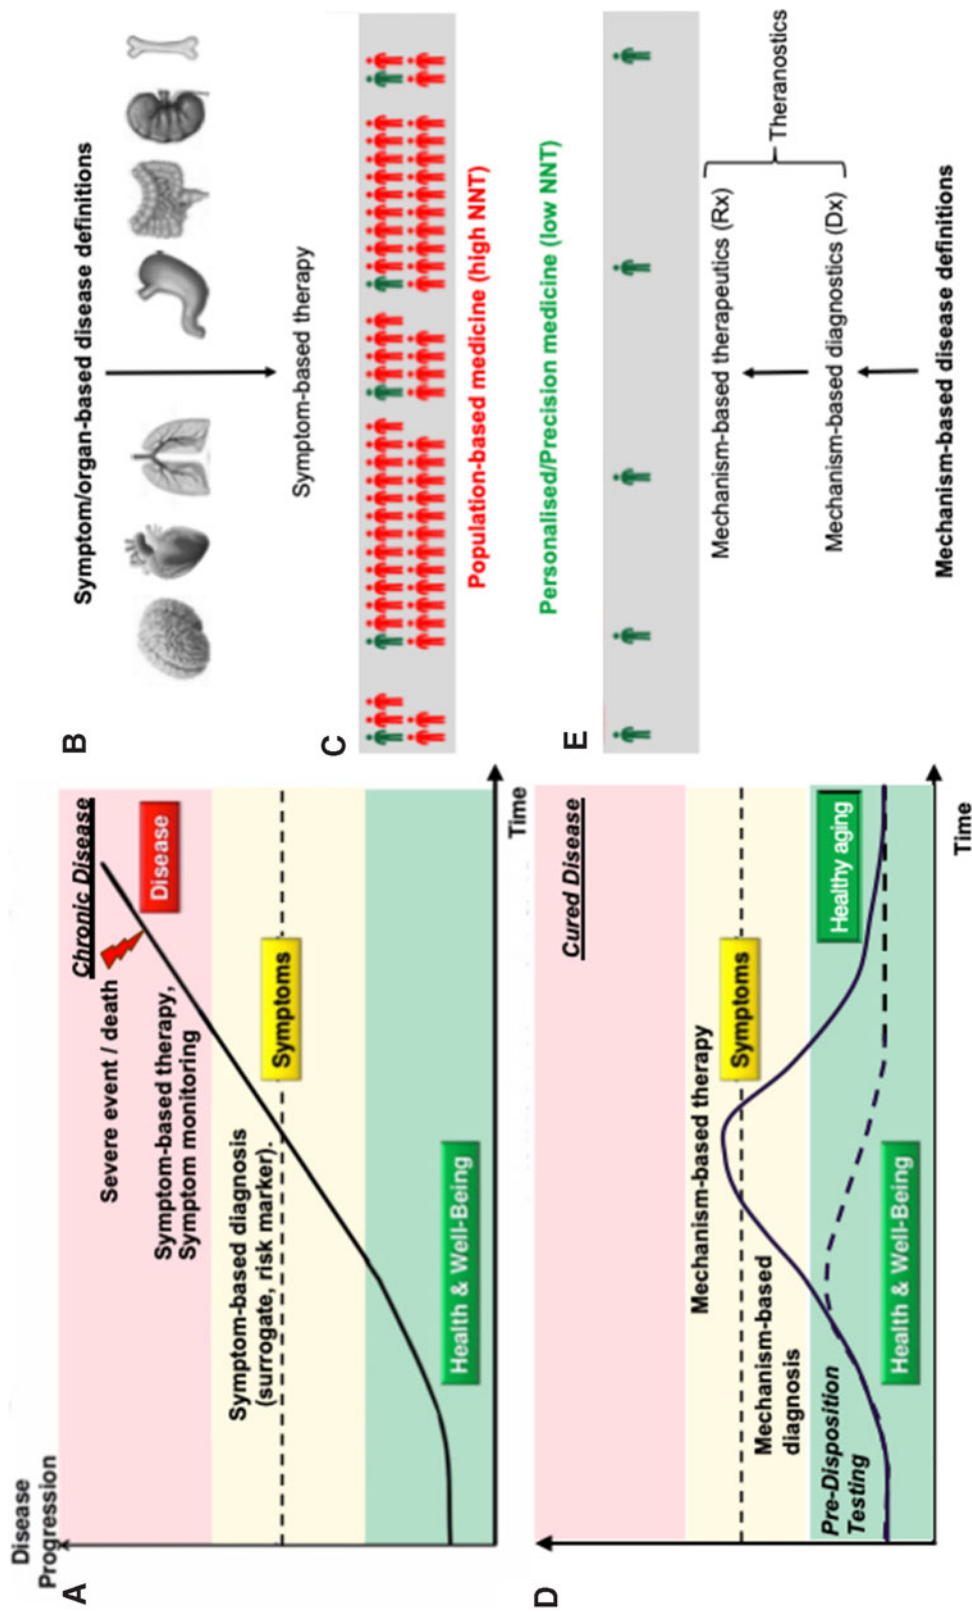 A
Disease
Progression
Chronic Disease
Severe event / death
Disease
Symptom-based therapy,
Symptom monitoring
Symptom-based diagnosis
(surrogate, risk marker).
Symptoms
Health & Well-Being
Time
B
Symptom/organ-based disease definitions
Symptom-based therapy
C
Population-based medicine (high NNT)
D
Cured Disease
Mechanism-based therapy
Symptoms
Mechanism-based
diagnosis
Pre-Disposition
Testing
Healthy aging
Health & Well-Being
Time
Personalised/Precision medicine (low NNT)
E
Mechanism-based therapeutics (Rx)
Theranostics
Mechanism-based diagnostics (Dx)
Mechanism-based disease definitions